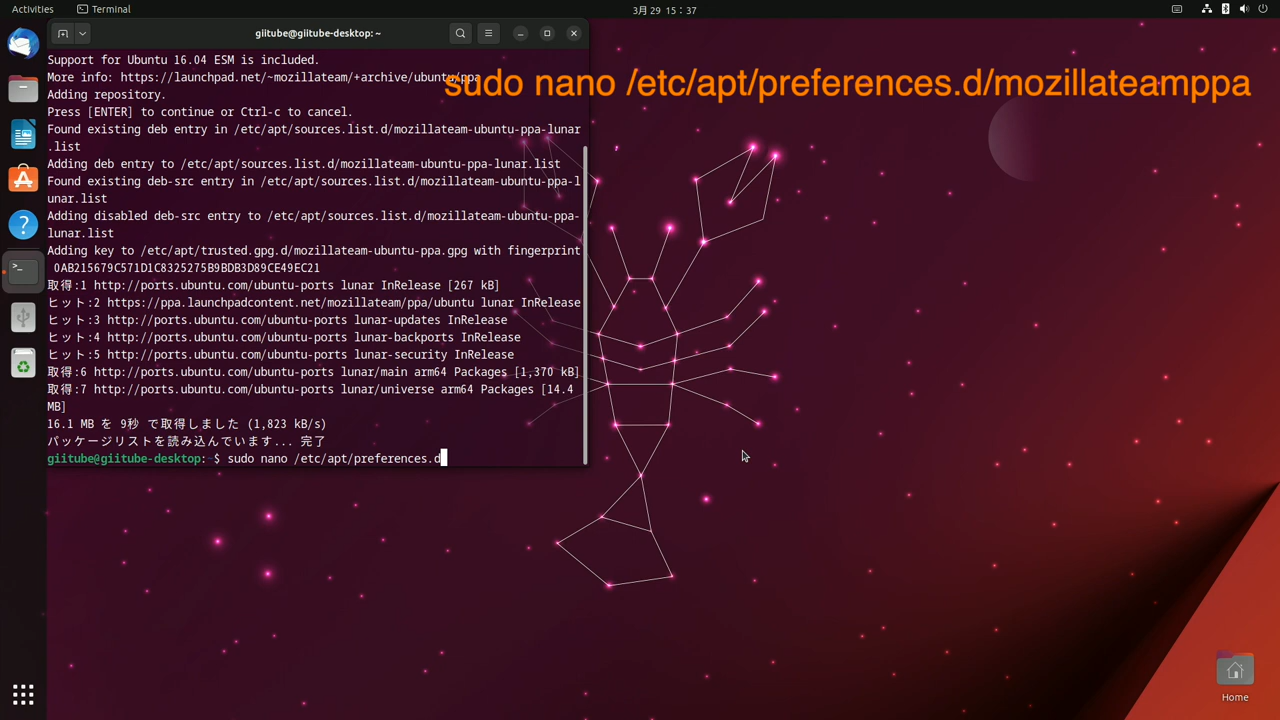 Activities
Terminal
3月 29 15：37
giitube@giitube-desktop: ~
Support for Ubuntu 16.04 ESM is included.
More info: https://launchpad.net/~mozillateam/+archive/ubuntu/ppa
Adding repository.
Press [ENTER] to continue or Ctrl-c to cancel.
Found existing deb entry in /etc/apt/sources.list.d/mozillateam-ubuntu-ppa-lunar
.list
Adding deb entry to /etc/apt/sources.list.d/mozillateam-ubuntu-ppa-lunar.list
Found existing deb-src entry in /etc/apt/sources.list.d/mozillateam-ubuntu-ppa-l
unar.list
Adding disabled deb-src entry to /etc/apt/sources.list.d/mozillateam-ubuntu-ppa-
lunar.list
Adding key to /etc/apt/trusted.gpg.d/mozillateam-ubuntu-ppa.gpg with fingerprint
0AB215679C571D1C8325275B9BDB3D89CE49EC21
取得:1 http://ports.ubuntu.com/ubuntu-ports lunar InRelease [267 kB]
ヒット:2 https://ppa.launchpadcontent.net/mozillateam/ppa/ubuntu lunar InRelease
ヒット:3 http://ports.ubuntu.com/ubuntu-ports lunar-updates InRelease
ヒット:4 http://ports.ubuntu.com/ubuntu-ports lunar-backports InRelease
ヒット:5 http://ports.ubuntu.com/ubuntu-ports lunar-security InRelease
取得:6 http://ports.ubuntu.com/ubuntu-ports lunar/main arm64 Packages [1,370 kB]
取得:7 http://ports.ubuntu.com/ubuntu-ports lunar/universe arm64 Packages [14.4
MB]
16.1 MB を 9秒 で取得しました (1,823 kB/s)
パッケージリストを読み込んでいます... 完了
giitube@giitube-desktop:~$ sudo nano /etc/apt/preferences.d
sudo nano /etc/apt/preferences.d/mozillateamppa
Home